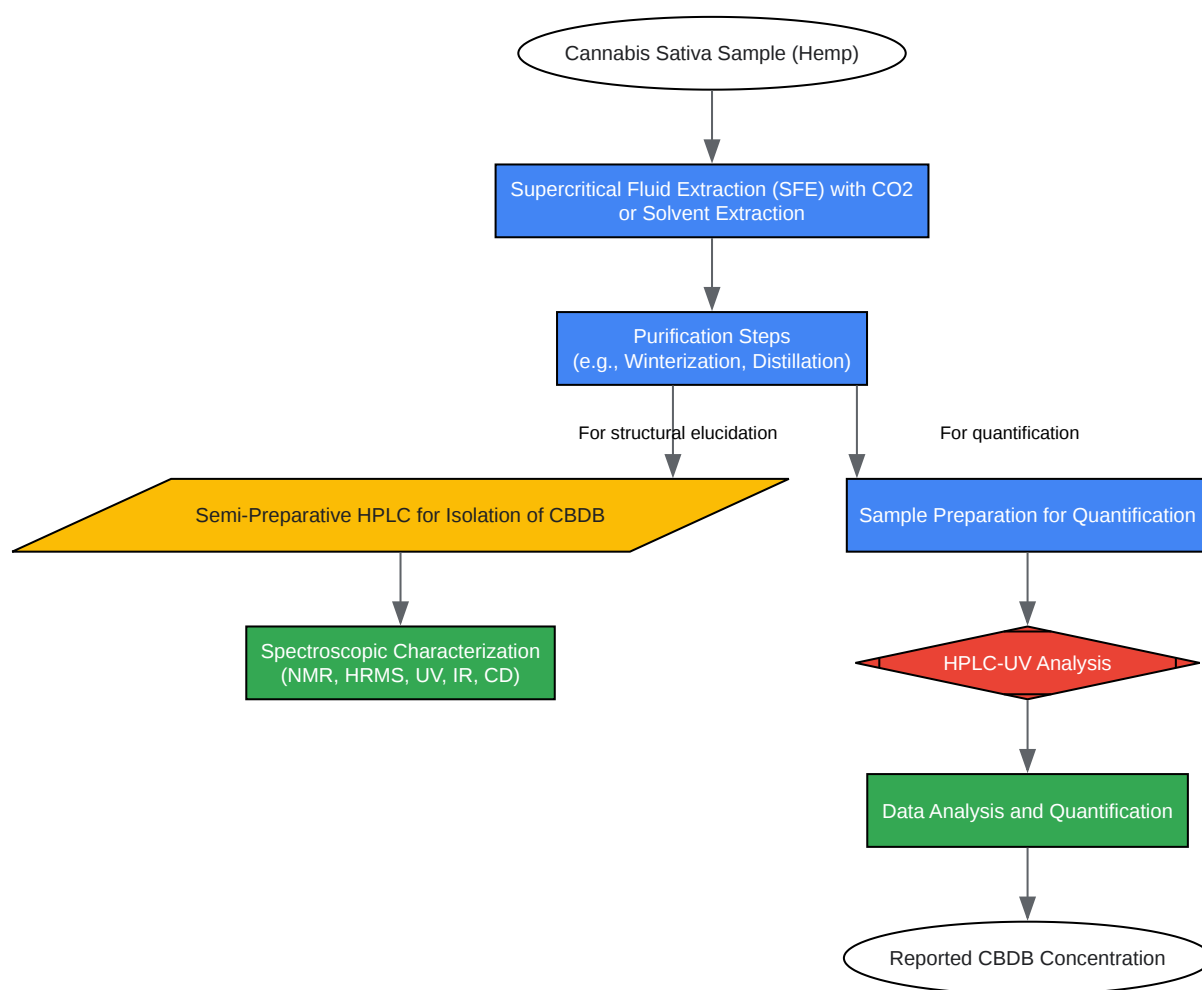 Cannabis Sativa Sample (Hemp)
Supercritical Fluid Extraction (SFE) with CO2
or Solvent Extraction
Purification Steps
(e.g., Winterization, Distillation)
For structural elucidation
For quantification
Semi-Preparative HPLC for Isolation of CBDB
Sample Preparation for Quantification
Spectroscopic Characterization
(NMR, HRMS, UV, IR, CD)
HPLC-UV Analysis
Data Analysis and Quantification
Reported CBDB Concentration